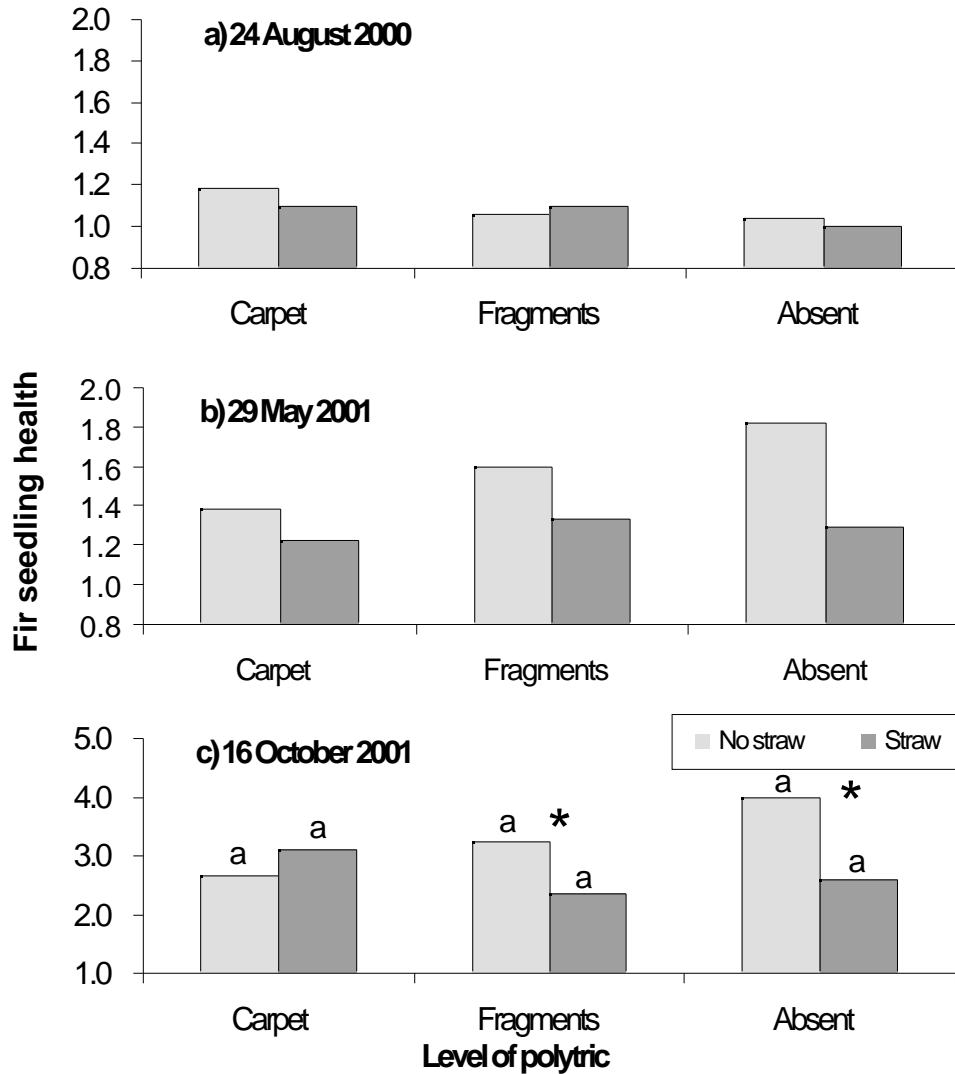 a) 24 August 2000
2.0
1.8
1.6
1.4
1.2
1.0
0.8
Carpet Fragments Absent
Fir seedling health
b) 29 May 2001
2.0
1.8
1.6
1.4
1.2
1.0
0.8
Carpet Fragments Absent
No straw Straw
c) 16 October 2001
5.0
4.0
3.0
2.0
1.0
a a a * a a * a
Carpet Fragments Absent
Level of polytric